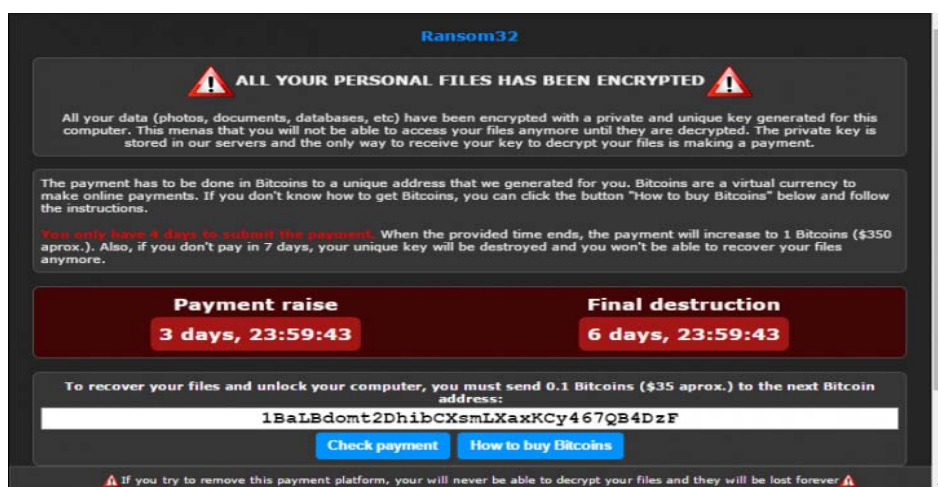 Ransom32
ALL YOUR PERSONAL FILES HAS BEEN ENCRYPTED
All your data (photos, documents, databases, etc) have been encrypted with a private and unique key generated for this
computer. This menas that you will not be able to access your files anymore until they are decrypted. The private key is
stored in our servers and the only way to receive your key to decrypt your files is making a payment.
The payment has to be done in Bitcoins to a unique address that we generated for you. Bitcoins are a virtual currency to
make online payments. If you don't know how to get Bitcoins, you can click the button "How to buy Bitcoins" below and follow
the instructions.
You only have 4 days to submit the payment. When the provided time ends, the payment will increase to 1 Bitcoins ($350
aprox.). Also, if you don't pay in 7 days, your unique key will be destroyed and you won't be able to recover your files
anymore.
Payment raise
Final destruction
3 days, 23:59:43
6 days, 23:59:43
To recover your files and unlock your computer, you must send 0.1 Bitcoins ($35 aprox.) to the next Bitcoin
address:
1BaLBdomt2DhibCXsmLXaxKCy467QB4DzF
Check payment
How to buy Bitcoins
If you try to remove this payment platform, your will never be able to decrypt your files and they will be lost forever